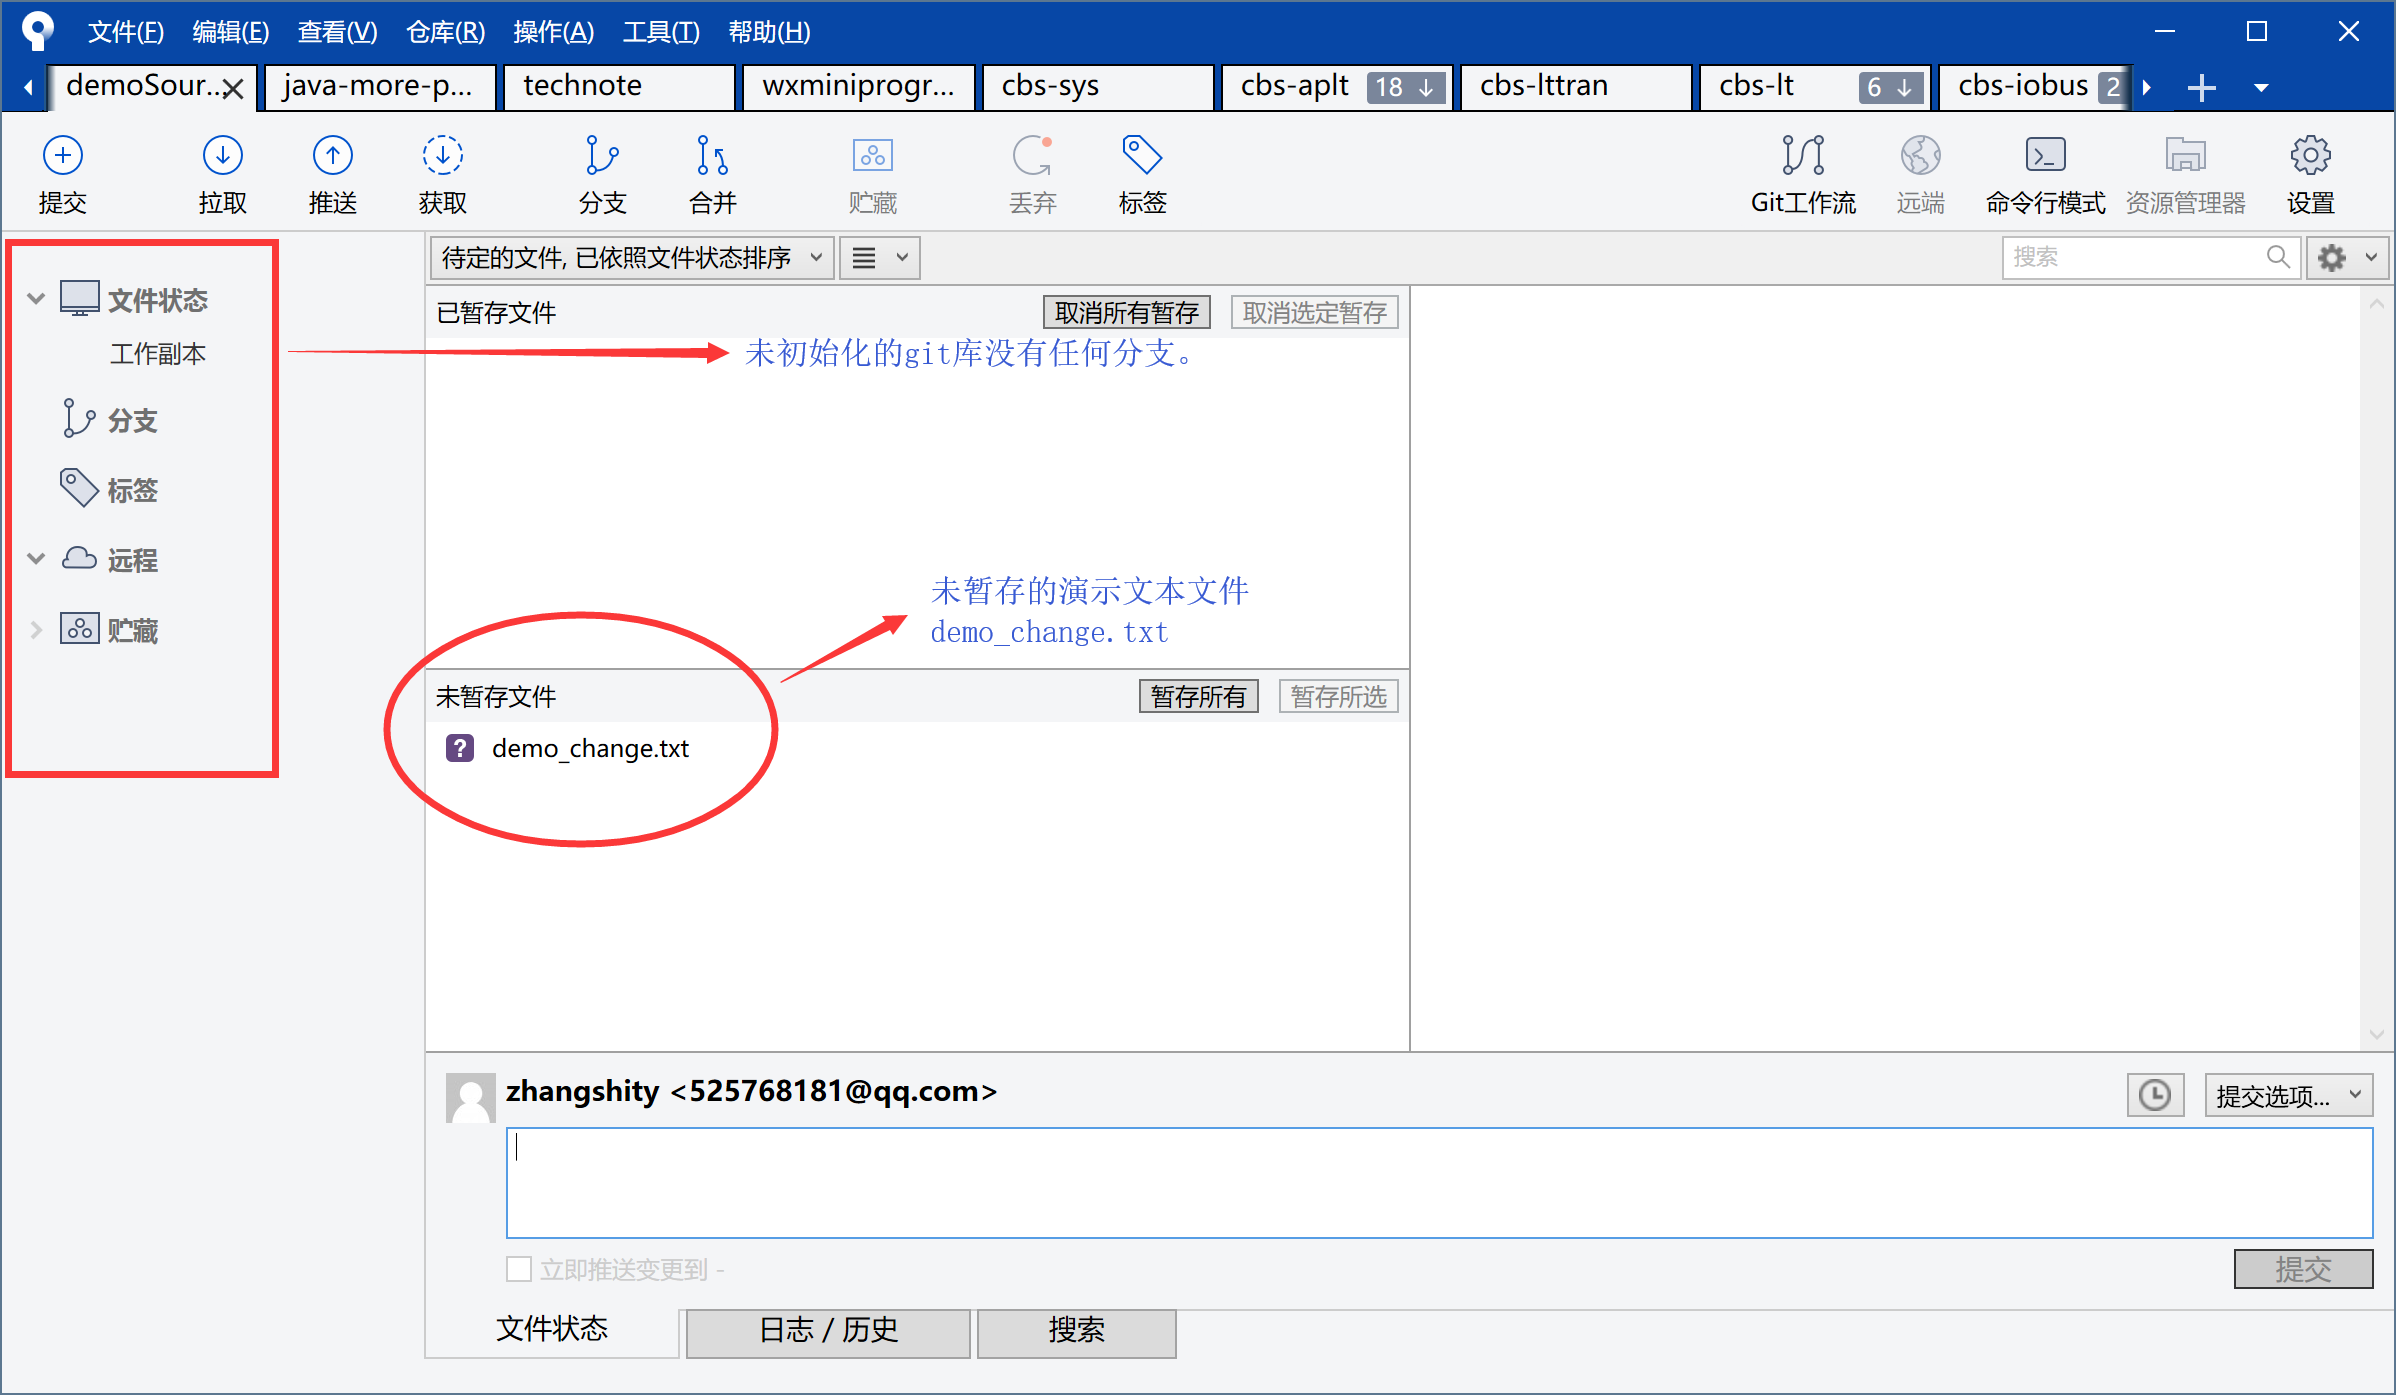 文件(F) 编辑(E) 查看(V) 仓库(R) 操作(A) 工具(T) 帮助(H)
demoSour... java-more-p... technote wxminiprogr... cbs-sys cbs-aplt 18 cbs-lttran cbs-lt 6 cbs-iobus 2
提交 拉取 推送 获取 分支 合并 贮藏 丢弃 标签 Git工作流 远端 命令行模式 资源管理器 设置
待定的文件, 已依照文件状态排序 搜索
文件状态
工作副本
分支
标签
远程
贮藏
已暂存文件 取消所有暂存 取消选定暂存
未初始化的git库没有任何分支。
未暂存的演示文本文件
demo_change.txt
未暂存文件 暂存所有 暂存所选
? demo_change.txt
zhangshity <525768181@qq.com> 提交选项...
立即推送变更到 -
提交
文件状态 日志 / 历史 搜索